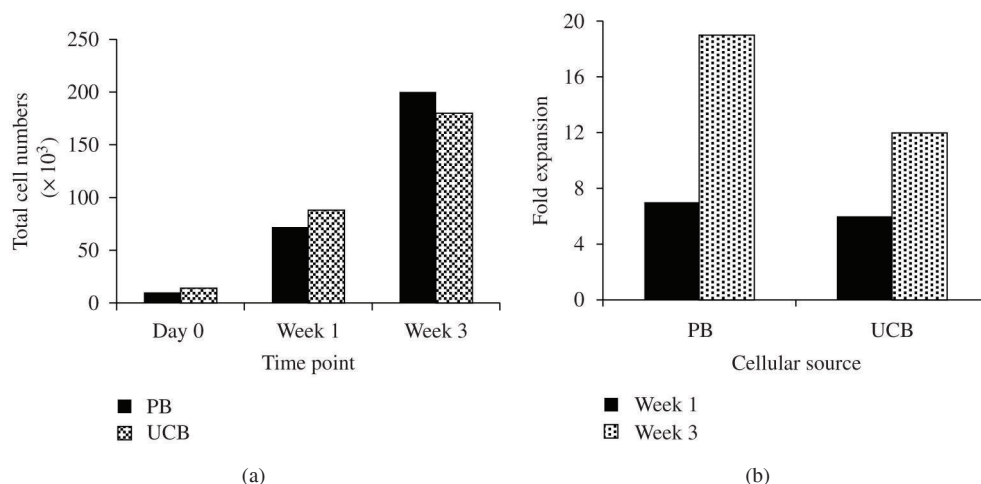 250
200
150
100
50
0
Total cell numbers
(× 10³)
Day 0 Week 1 Week 3
Time point
PB
UCB
(a)
20
16
12
8
4
0
Fold expansion
PB UCB
Cellular source
Week 1
Week 3
(b)